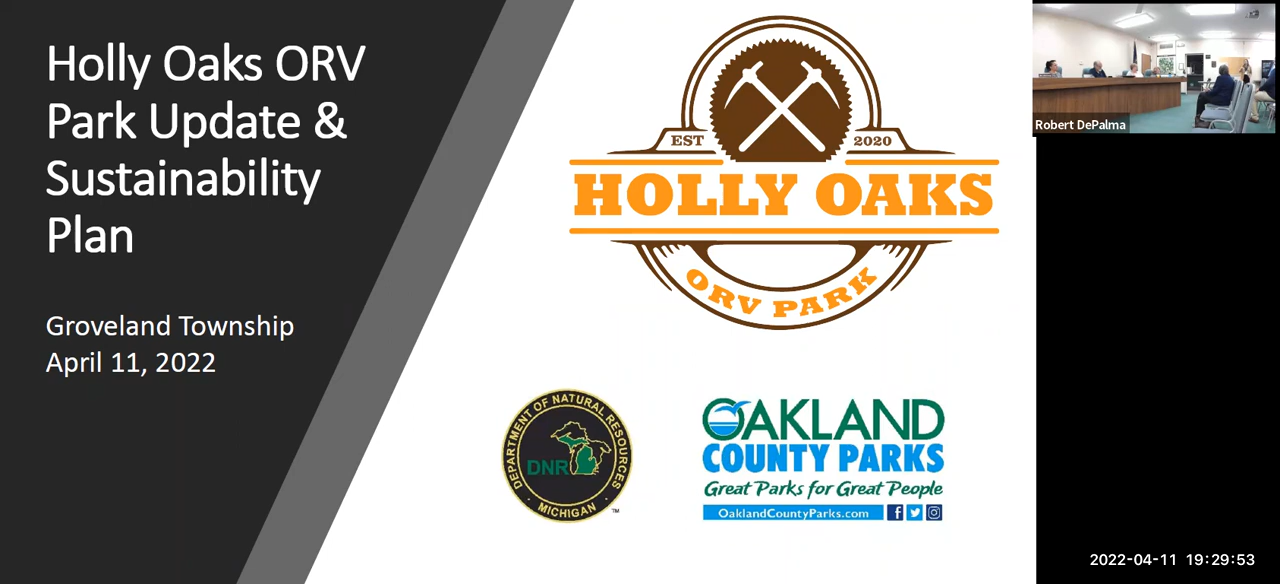 Holly Oaks ORV
Park Update &
Sustainability
Plan
Groveland Township
April 11, 2022
EST 2020
HOLLY OAKS
ORV PARK
DEPARTMENT OF NATURAL RESOURCES
DNR
MICHIGAN
TM
OAKLAND
COUNTY PARKS
Great Parks for Great People
OaklandCountyParks.com
Robert DePalma
2022-04-11 19:29:53